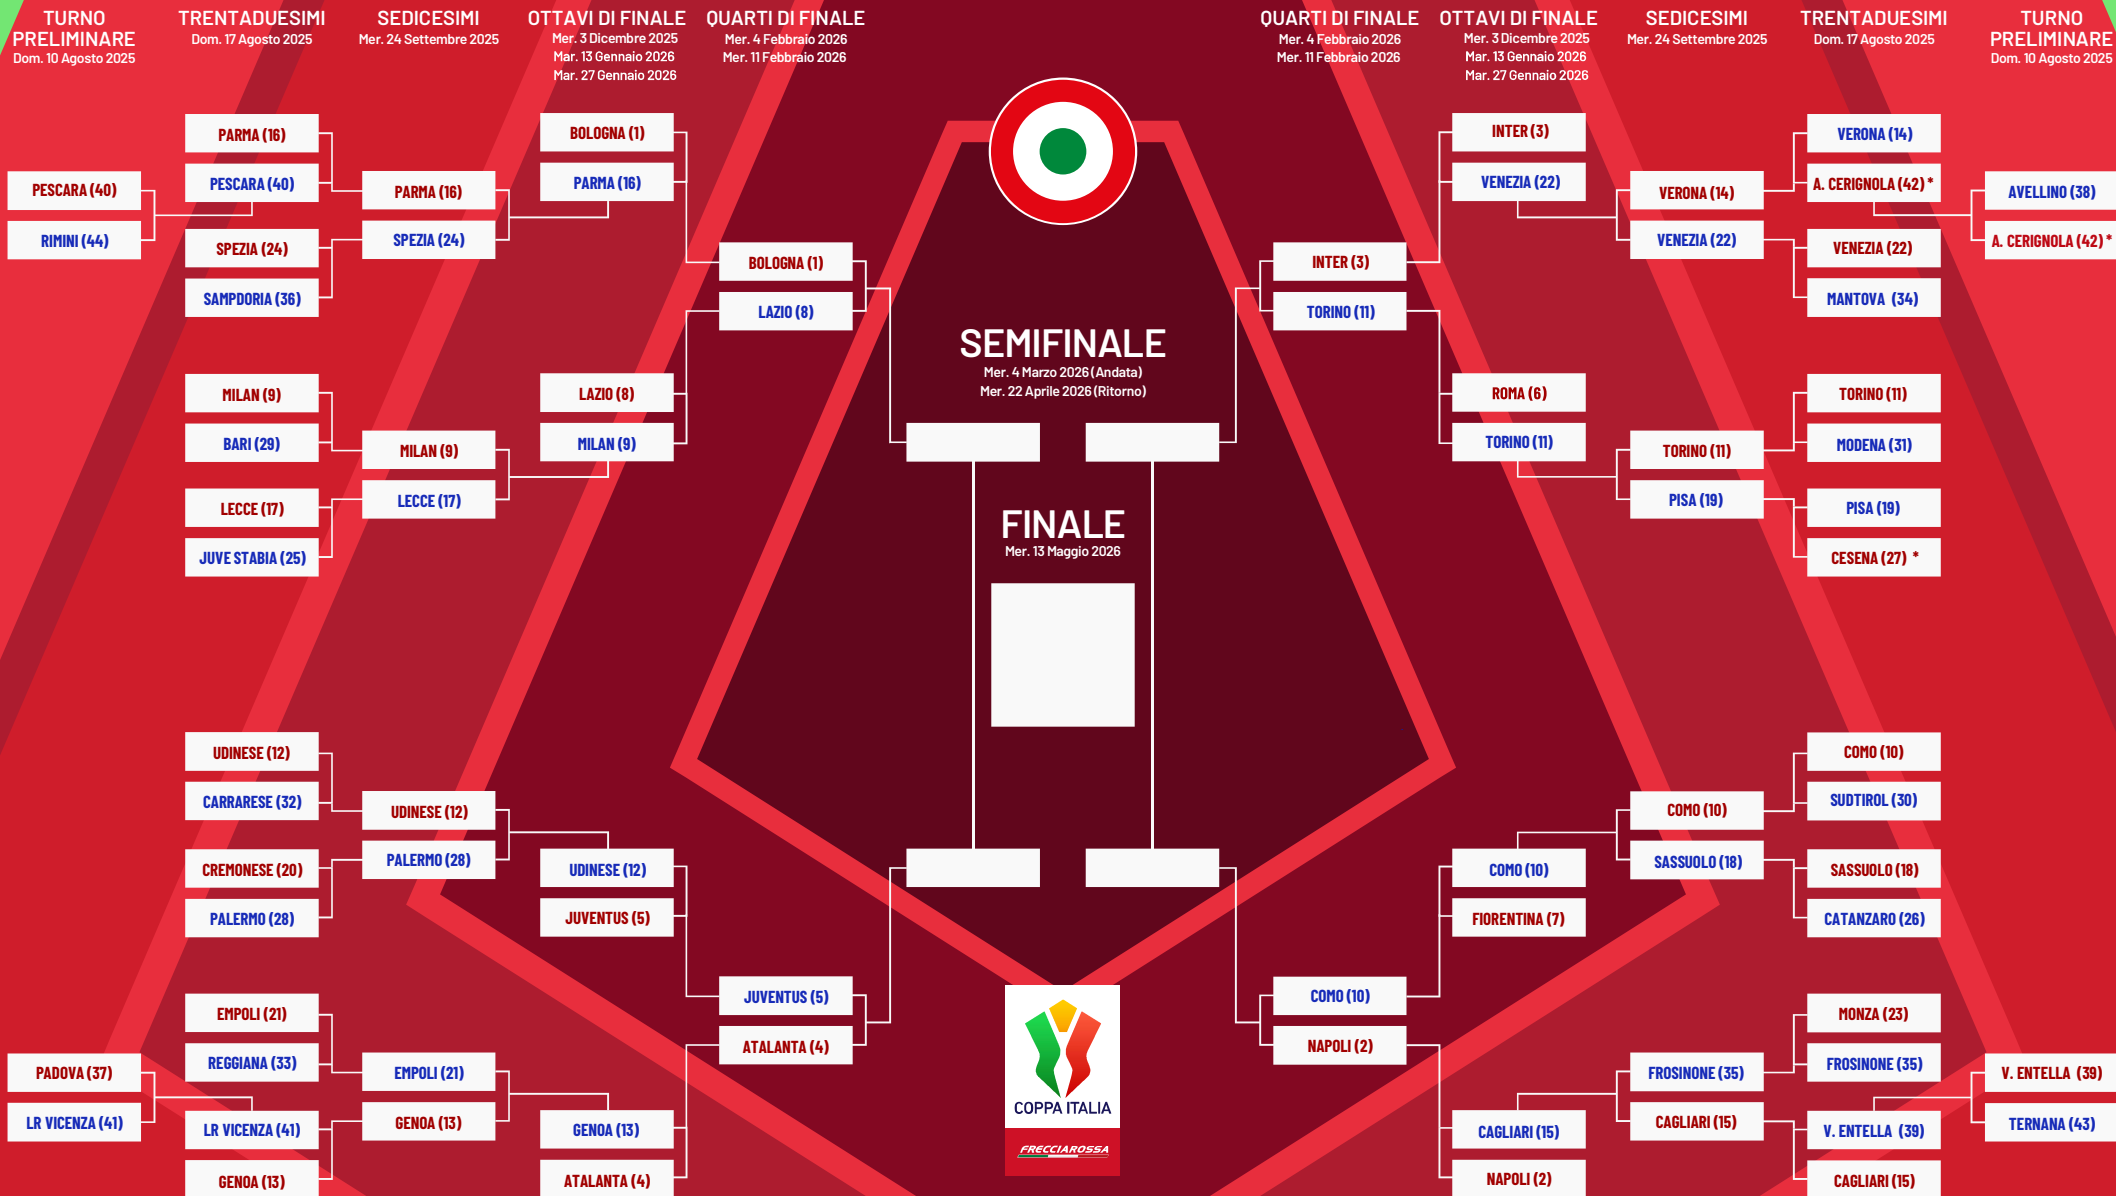 TURNO
PRELIMINARE
Dom. 10 Agosto 2025
TRENTADUESIMI
Dom. 17 Agosto 2025
SEDICESIMI
Mer. 24 Settembre 2025
OTTAVI DI FINALE
Mer. 3 Dicembre 2025
Mar. 13 Gennaio 2026
Mar. 27 Gennaio 2026
QUARTI DI FINALE
Mer. 4 Febbraio 2026
Mer. 11 Febbraio 2026
QUARTI DI FINALE
Mer. 4 Febbraio 2026
Mer. 11 Febbraio 2026
OTTAVI DI FINALE
Mer. 3 Dicembre 2025
Mar. 13 Gennaio 2026
Mar. 27 Gennaio 2026
SEDICESIMI
Mer. 24 Settembre 2025
TRENTADUESIMI
Dom. 17 Agosto 2025
TURNO
PRELIMINARE
Dom. 10 Agosto 2025
PESCARA (40)
RIMINI (44)
PADOVA (37)
LR VICENZA (41)
PARMA (16)
PESCARA (40)
SPEZIA (24)
SAMPDORIA (36)
MILAN (9)
BARI (29)
LECCE (17)
JUVE STABIA (25)
UDINESE (12)
CARRARESE (32)
CREMONESE (20)
PALERMO (28)
EMPOLI (21)
REGGIANA (33)
LR VICENZA (41)
GENOA (13)
PARMA (16)
SPEZIA (24)
MILAN (9)
LECCE (17)
UDINESE (12)
PALERMO (28)
EMPOLI (21)
GENOA (13)
BOLOGNA (1)
PARMA (16)
LAZIO (8)
MILAN (9)
UDINESE (12)
JUVENTUS (5)
GENOA (13)
ATALANTA (4)
BOLOGNA (1)
LAZIO (8)
JUVENTUS (5)
ATALANTA (4)
SEMIFINALE
Mer. 4 Marzo 2026 (Andata)
Mer. 22 Aprile 2026 (Ritorno)
FINALE
Mer. 13 Maggio 2026
COPPA ITALIA
FRECCIAROSSA
INTER (3)
TORINO (11)
COMO (10)
NAPOLI (2)
INTER (3)
VENEZIA (22)
ROMA (6)
TORINO (11)
COMO (10)
FIORENTINA (7)
CAGLIARI (15)
NAPOLI (2)
VERONA (14)
VENEZIA (22)
TORINO (11)
PISA (19)
COMO (10)
SASSUOLO (18)
FROSINONE (35)
CAGLIARI (15)
VERONA (14)
A. CERIGNOLA (42) *
VENEZIA (22)
MANTOVA (34)
TORINO (11)
MODENA (31)
PISA (19)
CESENA (27) *
COMO (10)
SUDTIROL (30)
SASSUOLO (18)
CATANZARO (26)
MONZA (23)
FROSINONE (35)
V. ENTELLA (39)
CAGLIARI (15)
AVELLINO (38)
A. CERIGNOLA (42) *
V. ENTELLA (39)
TERNANA (43)